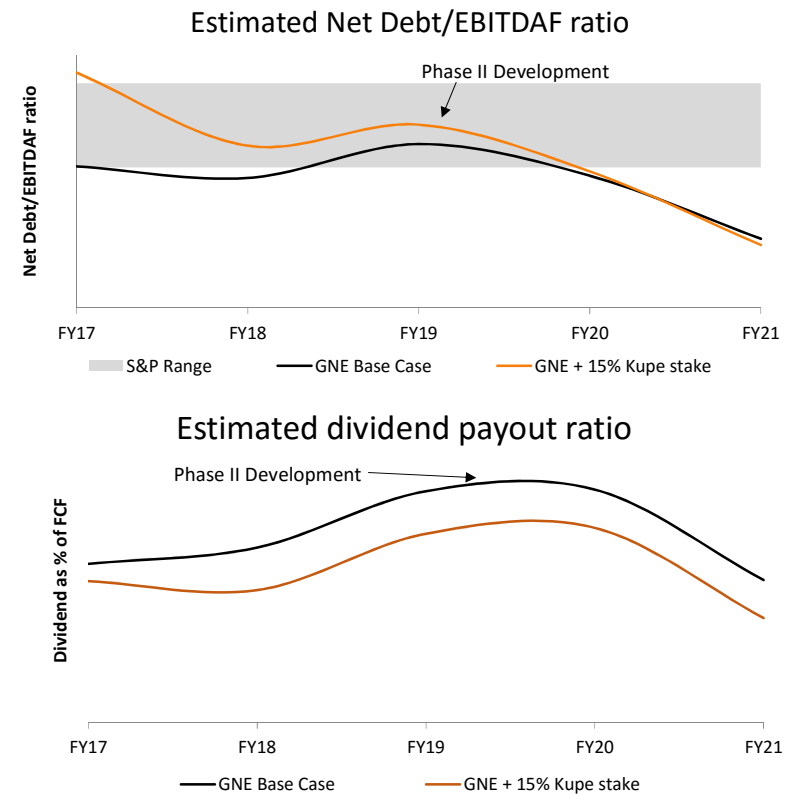 Estimated Net Debt/EBITDAF ratio
Phase II Development
Net Debt/EBITDAF ratio
FY17 FY18 FY19 FY20 FY21
S&P Range GNE Base Case GNE + 15% Kupe stake
Estimated dividend payout ratio
Phase II Development
Dividend as % of FCF
FY17 FY18 FY19 FY20 FY21
GNE Base Case GNE + 15% Kupe stake